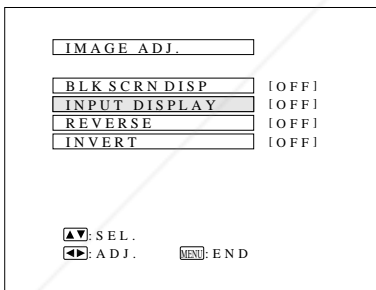 IMAGE ADJ.
BLK SCRN DISP [OFF]
INPUT DISPLAY [OFF]
REVERSE [OFF]
INVERT [OFF]
▲▼:SEL.
◀▶:ADJ. MENU:END